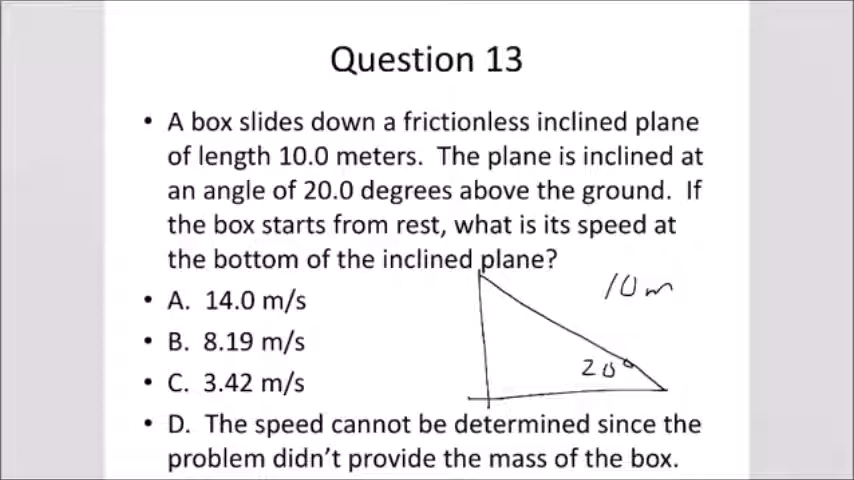 Question 13
• A box slides down a frictionless inclined plane
of length 10.0 meters. The plane is inclined at
an angle of 20.0 degrees above the ground. If
the box starts from rest, what is its speed at
the bottom of the inclined plane?
10 m
• A. 14.0 m/s
• B. 8.19 m/s
20°
• C. 3.42 m/s
• D. The speed cannot be determined since the
problem didn’t provide the mass of the box.